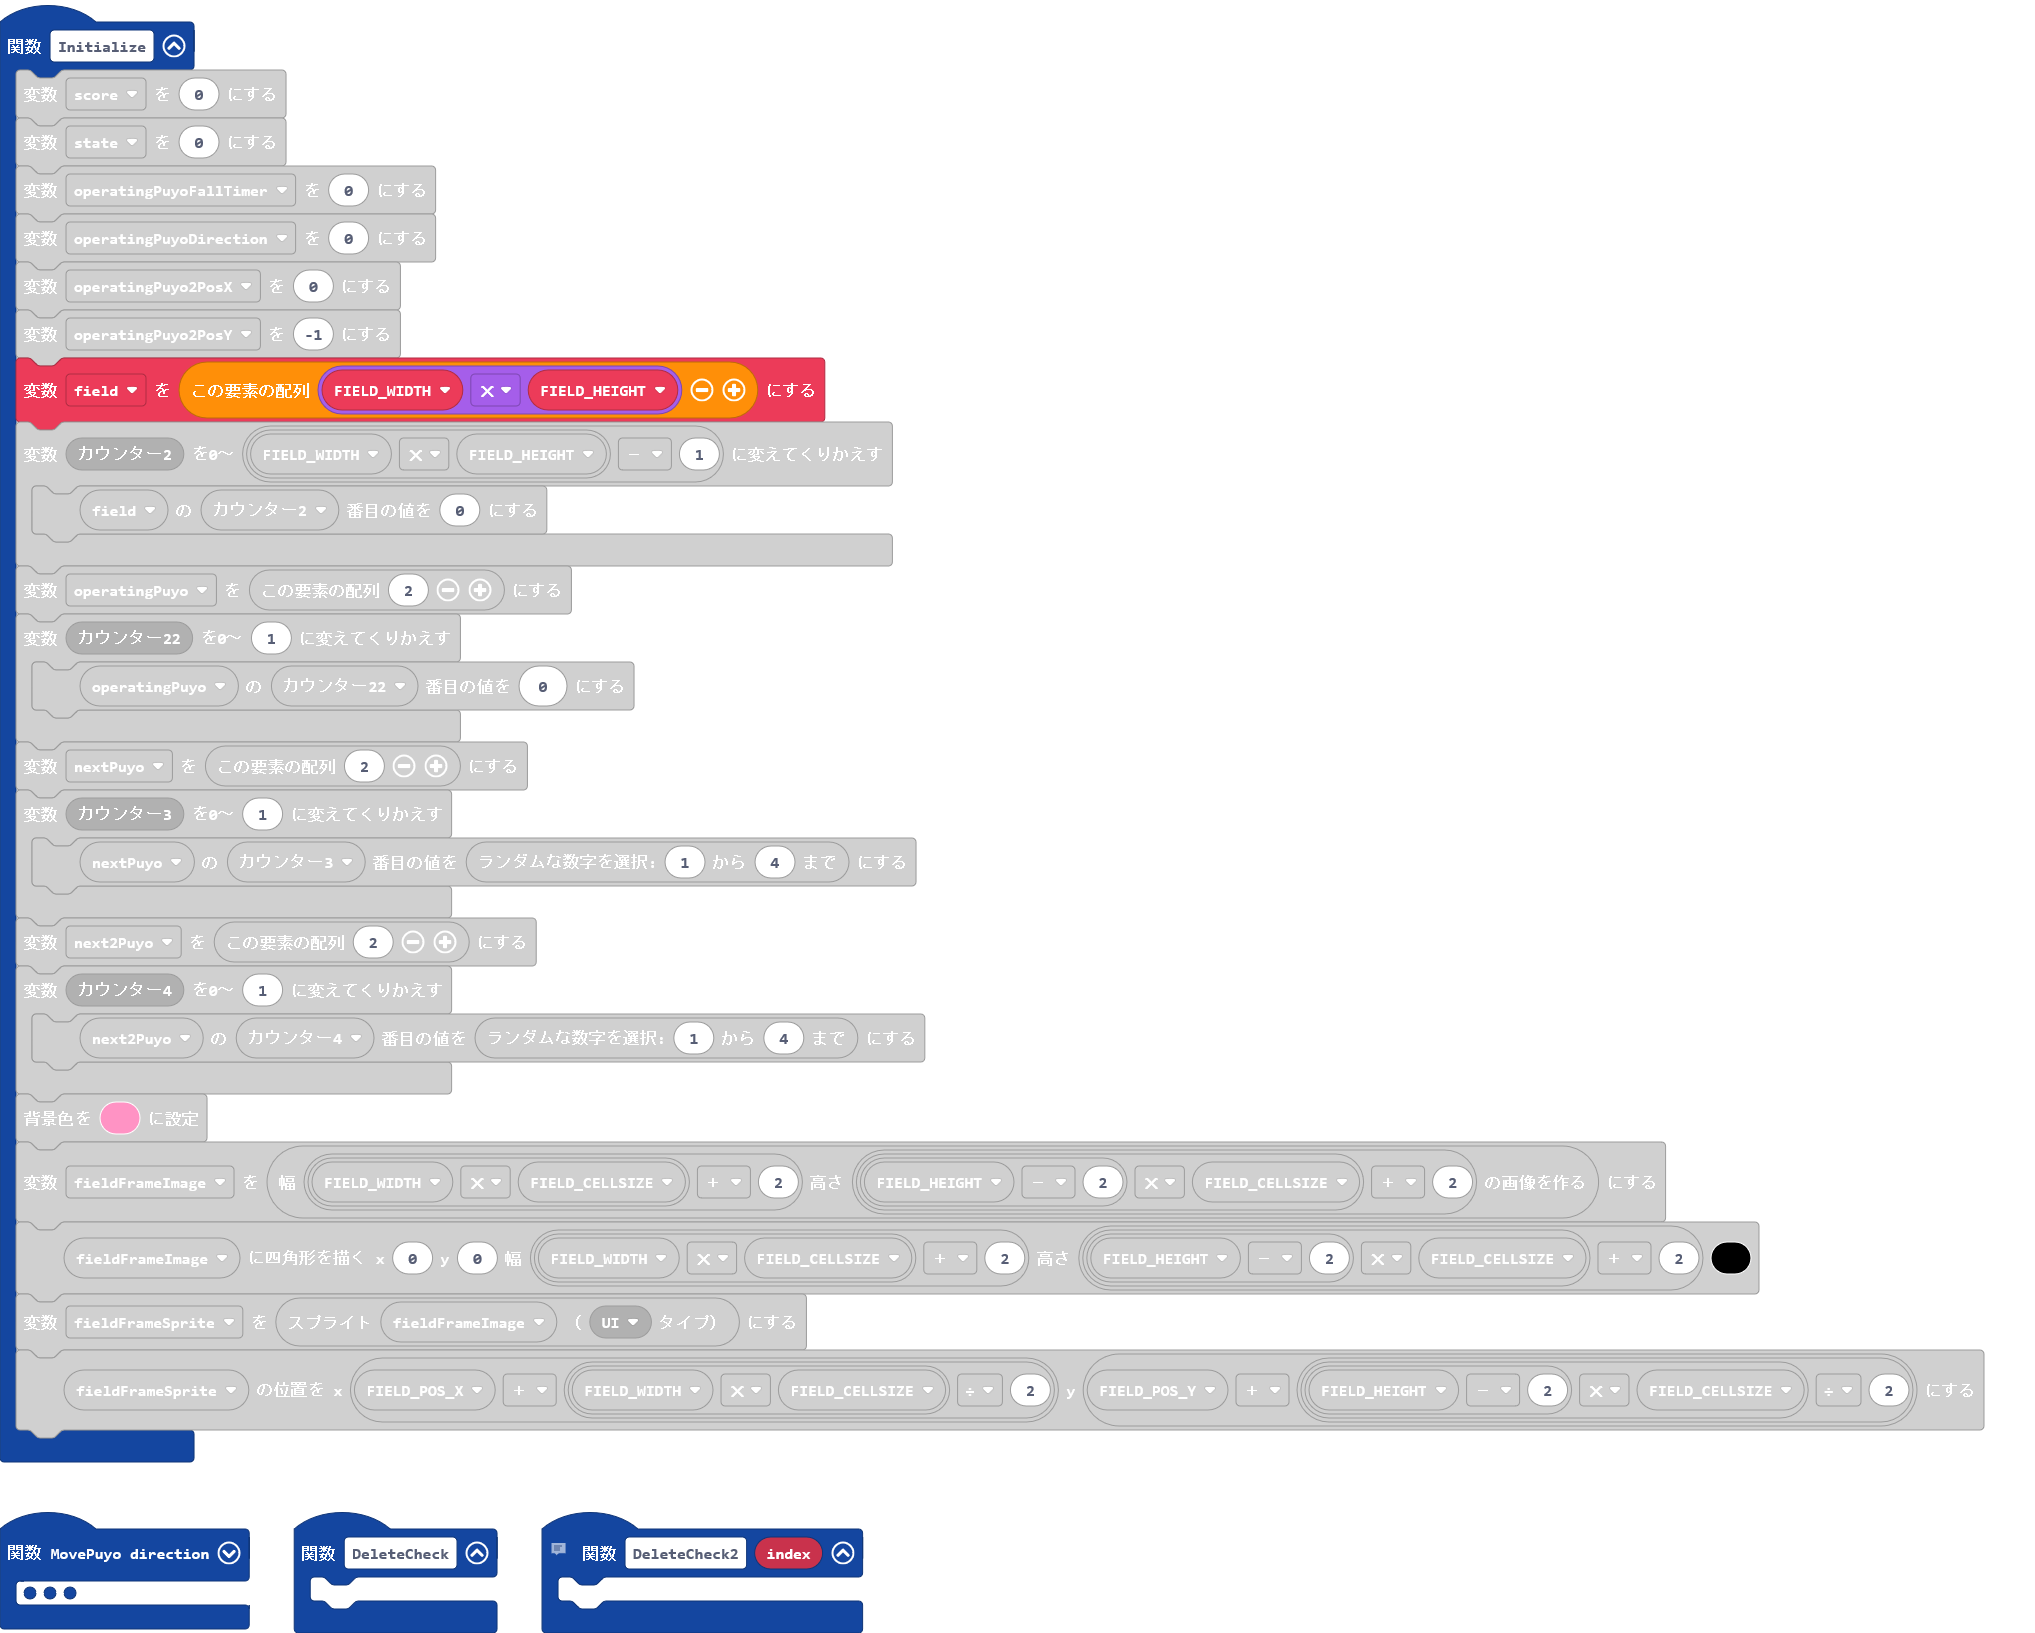 関数 Initialize
変数 score を 0 にする
変数 state を 0 にする
変数 operatingPuyoFallTimer を 0 にする
変数 operatingPuyoDirection を 0 にする
変数 operatingPuyo2PosX を 0 にする
変数 operatingPuyo2PosY を -1 にする
変数 field を この要素の配列 FIELD_WIDTH × FIELD_HEIGHT にする
変数 カウンター2 を0～ FIELD_WIDTH × FIELD_HEIGHT - 1 に変えてくりかえす
field の カウンター2 番目の値を 0 にする
変数 operatingPuyo を この要素の配列 2 にする
変数 カウンター22 を0～ 1 に変えてくりかえす
operatingPuyo の カウンター22 番目の値を 0 にする
変数 nextPuyo を この要素の配列 2 にする
変数 カウンター3 を0～ 1 に変えてくりかえす
nextPuyo の カウンター3 番目の値を ランダムな数字を選択: 1 から 4 まで にする
変数 next2Puyo を この要素の配列 2 にする
変数 カウンター4 を0～ 1 に変えてくりかえす
next2Puyo の カウンター4 番目の値を ランダムな数字を選択: 1 から 4 まで にする
背景色を に設定
変数 fieldFrameImage を 幅 FIELD_WIDTH × FIELD_CELLSIZE + 2 高さ FIELD_HEIGHT - 2 × FIELD_CELLSIZE + 2 の画像を作る にする
fieldFrameImage に四角形を描く x 0 y 0 幅 FIELD_WIDTH × FIELD_CELLSIZE + 2 高さ FIELD_HEIGHT - 2 × FIELD_CELLSIZE + 2
変数 fieldFrameSprite を スプライト fieldFrameImage ( UI タイプ) にする
fieldFrameSprite の位置を x FIELD_POS_X + FIELD_WIDTH × FIELD_CELLSIZE ÷ 2 y FIELD_POS_Y + FIELD_HEIGHT - 2 × FIELD_CELLSIZE ÷ 2 にする
関数 MovePuyo direction
関数 DeleteCheck
関数 DeleteCheck2 index